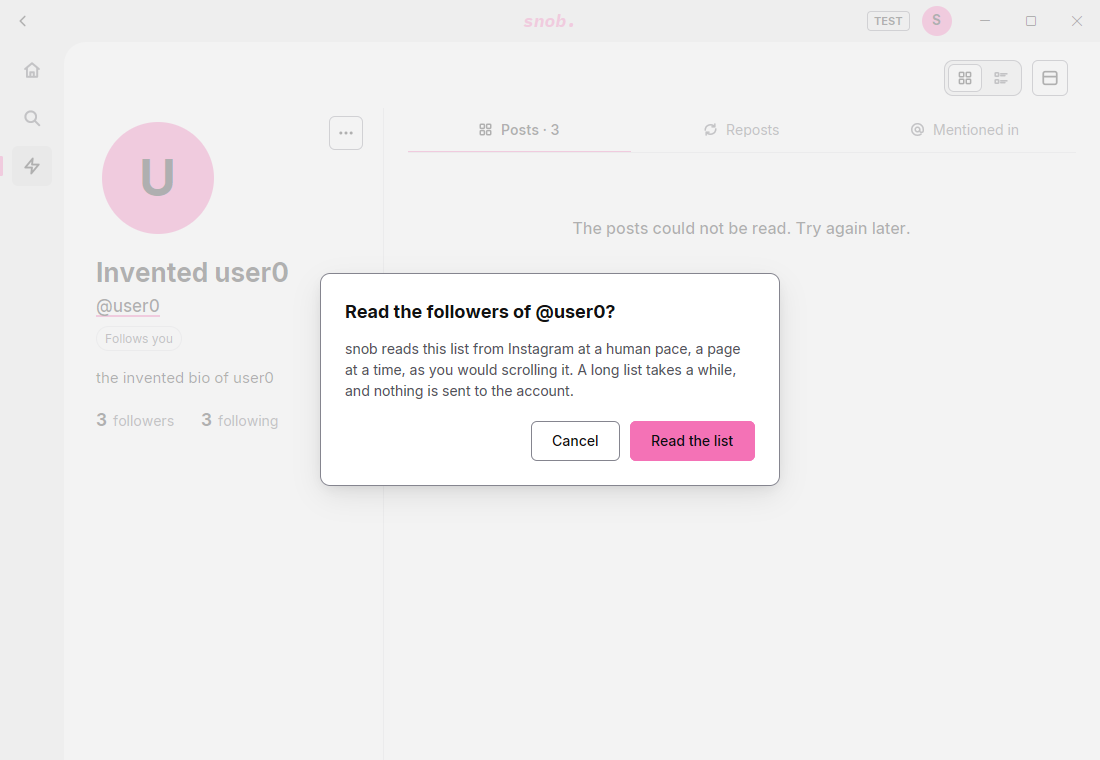 snob.
TEST
S
U
Invented user0
@user0
Follows you
the invented bio of user0
3 followers 3 following
Posts · 3
Reposts
Mentioned in
The posts could not be read. Try again later.
Read the followers of @user0?
snob reads this list from Instagram at a human pace, a page
at a time, as you would scrolling it. A long list takes a while,
and nothing is sent to the account.
Cancel
Read the list